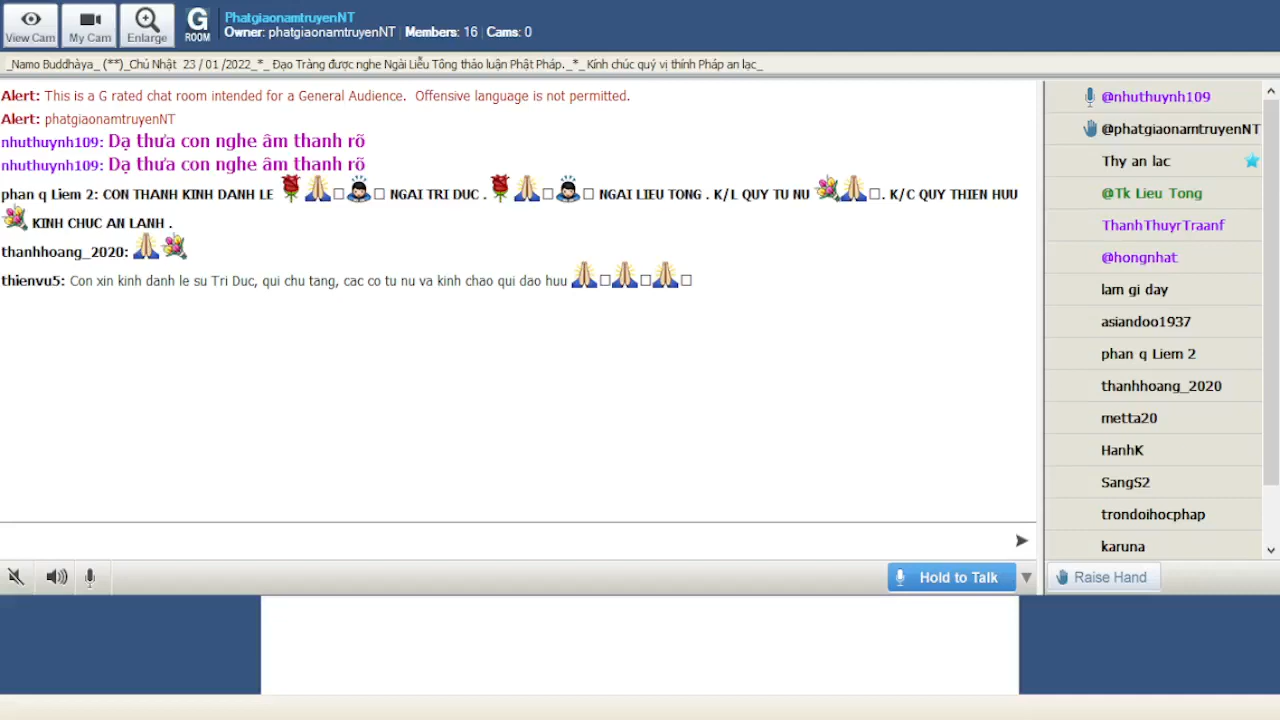 View Cam
My Cam
Enlarge
G
ROOM
PhatgiaonamtruyenNT
Owner: phatgiaonamtruyenNT Members: 16 Cams: 0
_Namo Buddhàya_ (**)_Chủ Nhật 23 / 01 /2022_*_ Đạo Tràng được nghe Ngài Liễu Tông thảo luận Phật Pháp._*_ Kính chúc quý vị thính Pháp an lạc_
Alert: This is a G rated chat room intended for a General Audience. Offensive language is not permitted.
Alert: phatgiaonamtruyenNT
nhuthuynh109: Dạ thưa con nghe âm thanh rõ
nhuthuynh109: Dạ thưa con nghe âm thanh rõ
phan q Liem 2: CON THANH KINH DANH LE 🌹🙏□🙇□ NGAI TRI DUC . 🌹🙏□🙇□ NGAI LIEU TONG . K/L QUY TU NU 💐🙏□. K/C QUY THIEN HUU
💐 KINH CHUC AN LANH .
thanhhoang_2020: 🙏💐
thienvu5: Con xin kinh danh le su Tri Duc, qui chu tang, cac co tu nu va kinh chao qui dao huu 🙏□🙏□🙏□
@nhuthuynh109
@phatgiaonamtruyenNT
Thy an lac
@Tk Lieu Tong
ThanhThuyrTraanf
@hongnhat
lam gi day
asiandoo1937
phan q Liem 2
thanhhoang_2020
metta20
HanhK
SangS2
trondoihocphap
karuna
Hold to Talk
Raise Hand